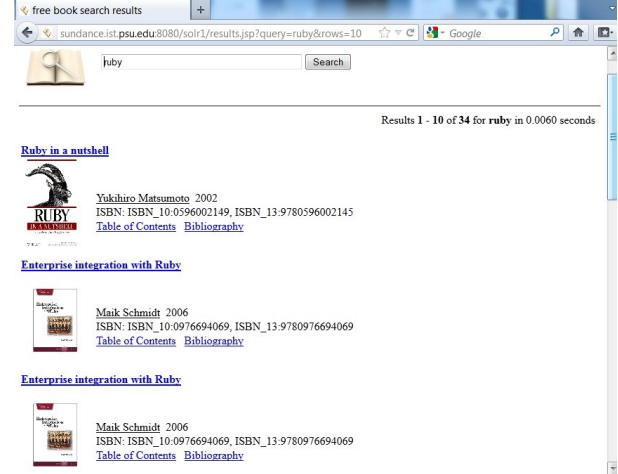 free book search results
sundance.ist.psu.edu:8080/solr1/results.jsp?query=ruby&rows=10
Google
ruby
Search
Results 1 - 10 of 34 for ruby in 0.0060 seconds
Ruby in a nutshell
RUBY
IN A NUTSHELL
Yukihiro Matsumoto 2002
ISBN: ISBN_10:0596002149, ISBN_13:9780596002145
Table of Contents Bibliography
Enterprise integration with Ruby
Maik Schmidt 2006
ISBN: ISBN_10:0976694069, ISBN_13:9780976694069
Table of Contents Bibliography
Enterprise integration with Ruby
Maik Schmidt 2006
ISBN: ISBN_10:0976694069, ISBN_13:9780976694069
Table of Contents Bibliography